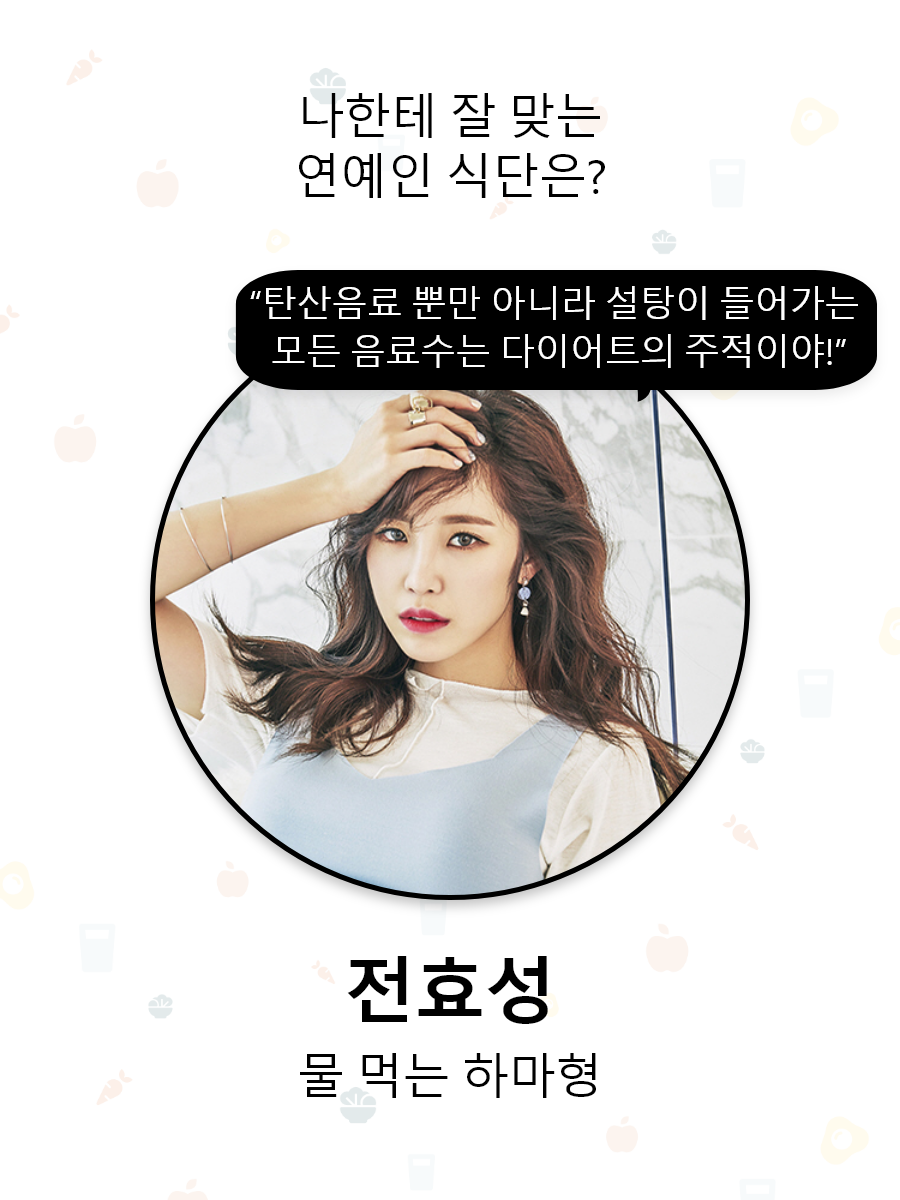 나한테 잘 맞는
연예인 식단은?
“탄산음료 뿐만 아니라 설탕이 들어가는
모든 음료수는 다이어트의 주적이야!”
전효성
물 먹는 하마형